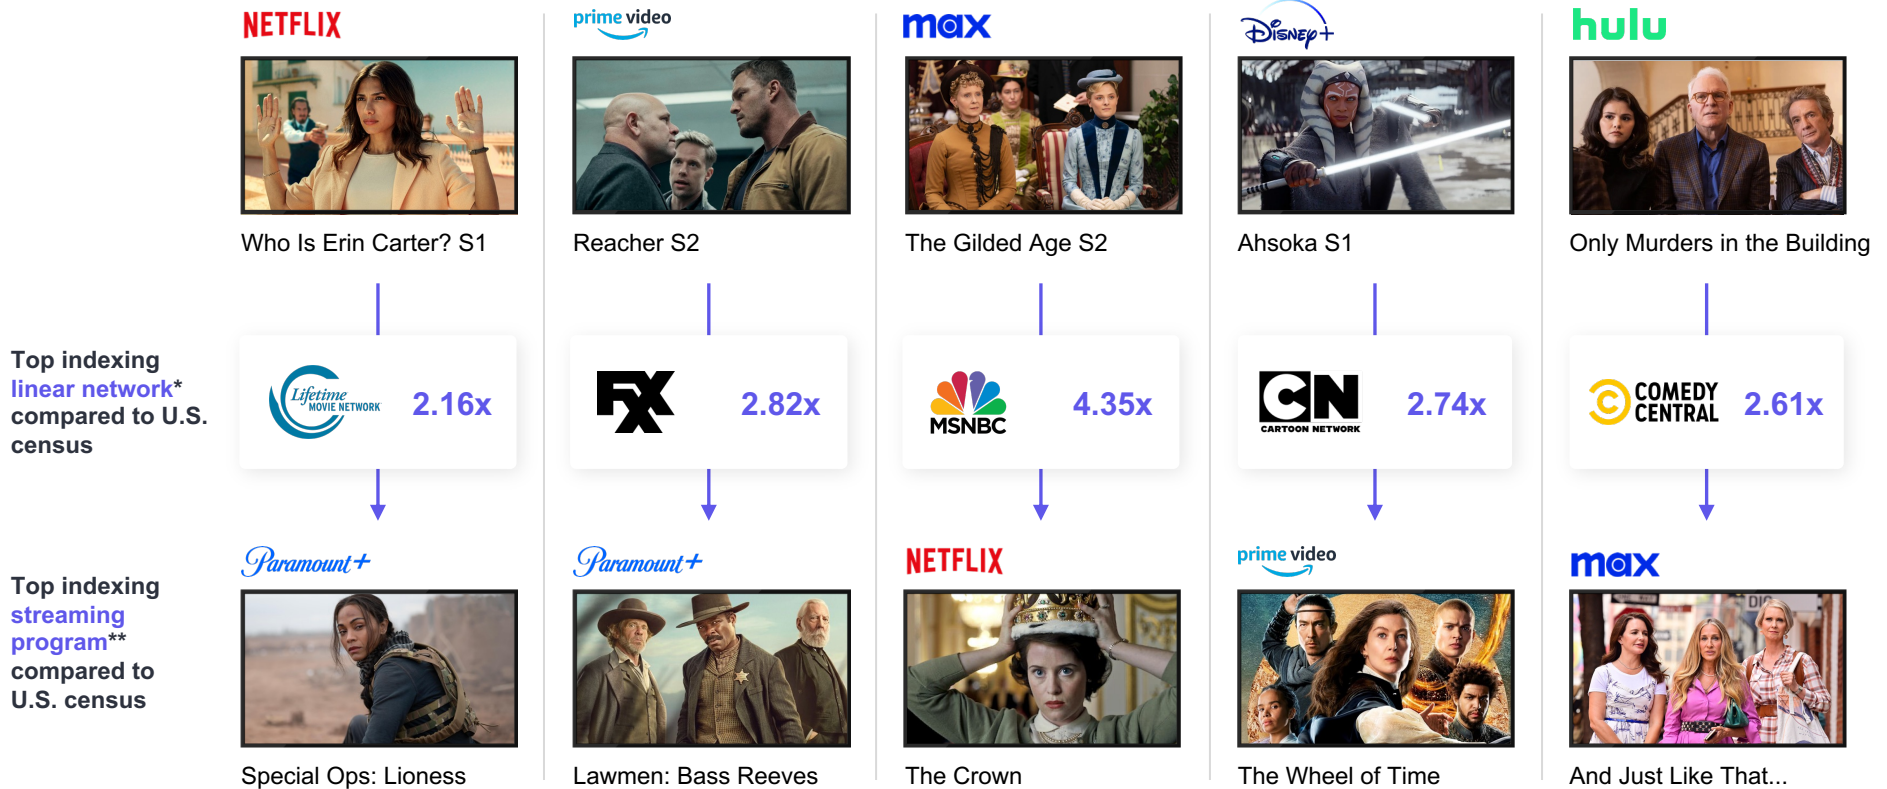 NETFLIX
prime video
max
Disney+
hulu
Who Is Erin Carter? S1
Reacher S2
The Gilded Age S2
Ahsoka S1
Only Murders in the Building
Top indexing
linear network*
compared to U.S.
census
Lifetime
MOVIE NETWORK
2.16x
FXX
2.82x
MSNBC
4.35x
CN
CARTOON NETWORK
2.74x
COMEDY
CENTRAL
2.61x
Paramount+
Paramount+
NETFLIX
prime video
max
Top indexing
streaming
program**
compared to
U.S. census
Special Ops: Lioness
Lawmen: Bass Reeves
The Crown
The Wheel of Time
And Just Like That...